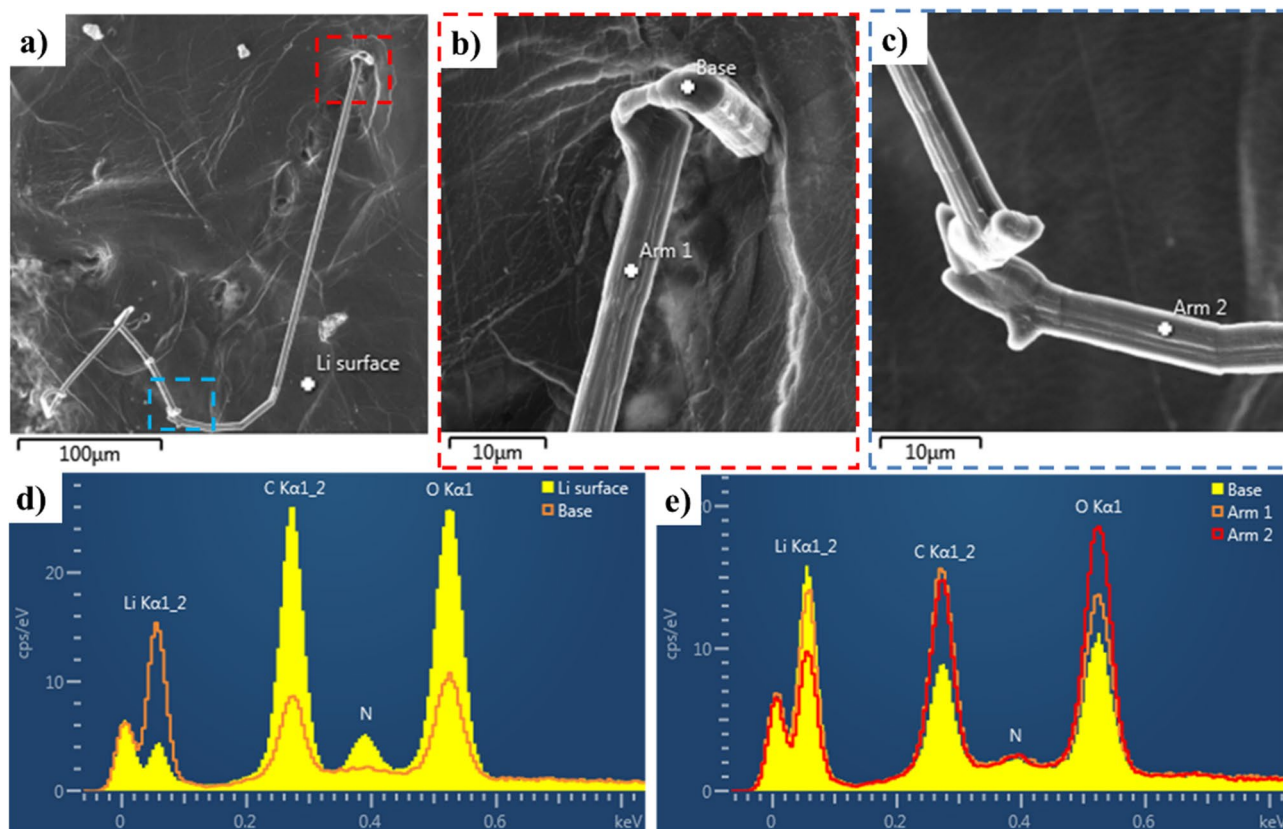 a)
Li surface
100μm
b)
Base
Arm 1
10μm
c)
Arm 2
10μm
d)
C Kα1_2
O Kα1
Li surface
Base
Li Kα1_2
N
cps/eV
20
10
0
0
0.2
0.4
0.6
keV
e)
Base
Arm 1
Arm 2
O Kα1
Li Kα1_2
C Kα1_2
N
cps/eV
20
10
0
0
0.2
0.4
0.6
keV